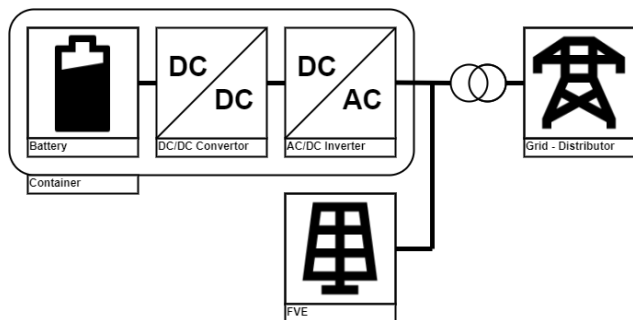 DC
DC
DC
AC
Battery
DC/DC Convertor
AC/DC Inverter
Grid - Distributor
Container
FVE